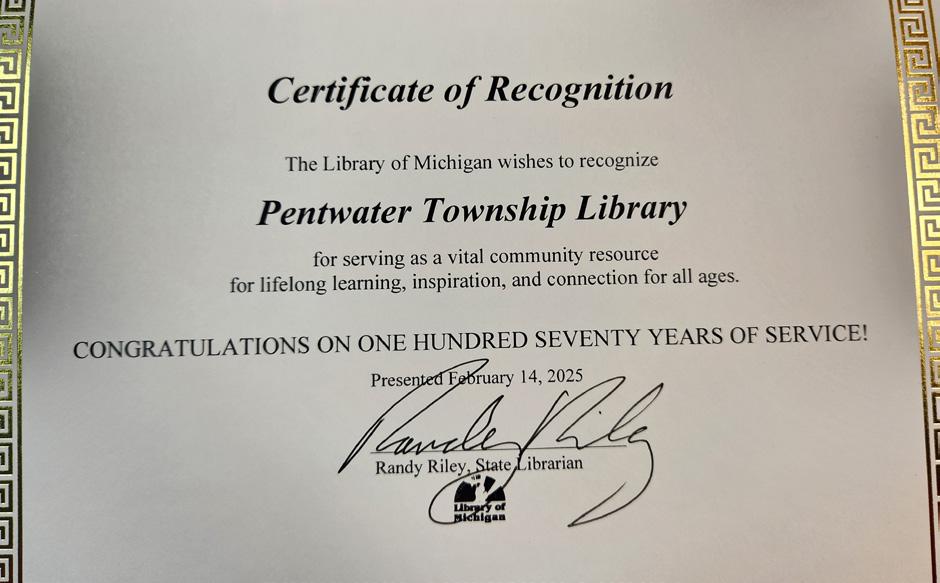 Certificate of Recognition
The Library of Michigan wishes to recognize
Pentwater Township Library
for serving as a vital community resource
for lifelong learning, inspiration, and connection for all ages.
CONGRATULATIONS ON ONE HUNDRED SEVENTY YEARS OF SERVICE!
Presented February 14, 2025
Randy Riley
Randy Riley, State Librarian
Library of
Michigan